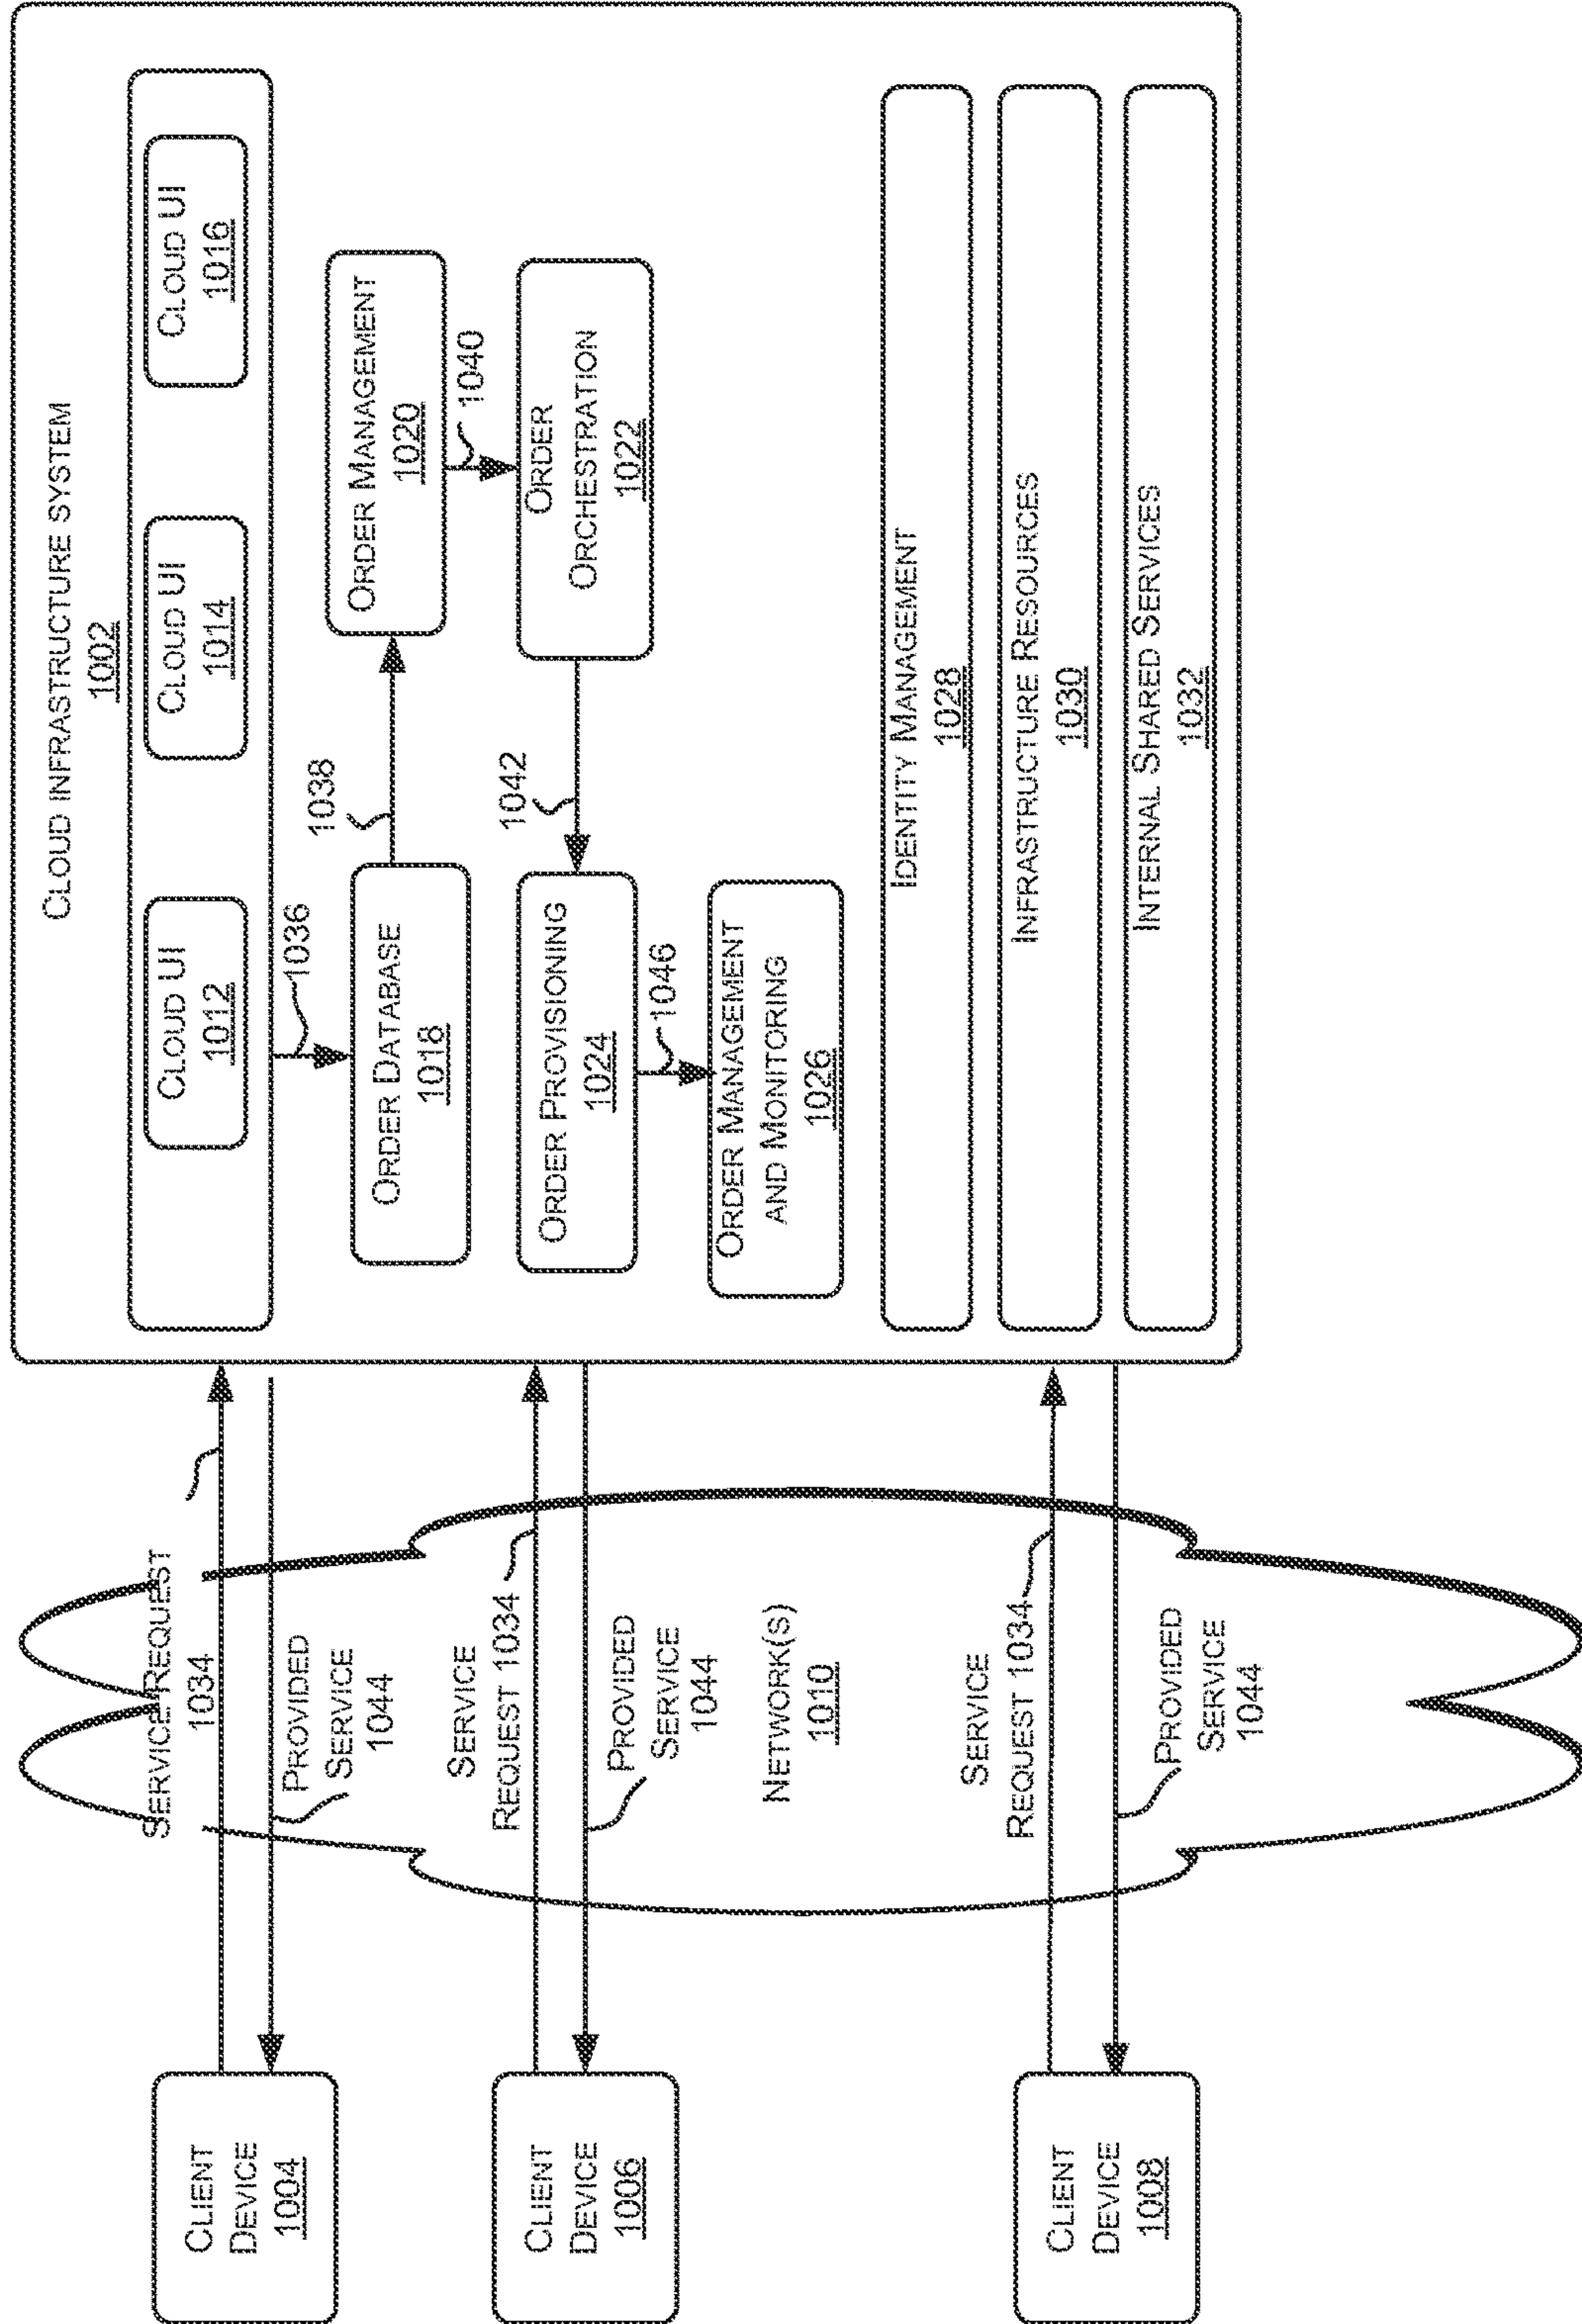 CLOUD INFRASTRUCTURE SYSTEM
1002
CLOUD UI
1012
CLOUD UI
1014
CLOUD UI
1016
1036
ORDER DATABASE
1018
1038
ORDER MANAGEMENT
1020
1040
ORDER PROVISIONING
1024
1042
ORDER
ORCHESTRATION
1022
1046
ORDER MANAGEMENT
AND MONITORING
1026
IDENTITY MANAGEMENT
1028
INFRASTRUCTURE RESOURCES
1030
INTERNAL SHARED SERVICES
1032
CLIENT
DEVICE
1004
SERVICE REQUEST
1034
PROVIDED
SERVICE
1044
CLIENT
DEVICE
1006
SERVICE
REQUEST 1034
PROVIDED
SERVICE
1044
NETWORK(S)
1010
CLIENT
DEVICE
1008
SERVICE
REQUEST 1034
PROVIDED
SERVICE
1044